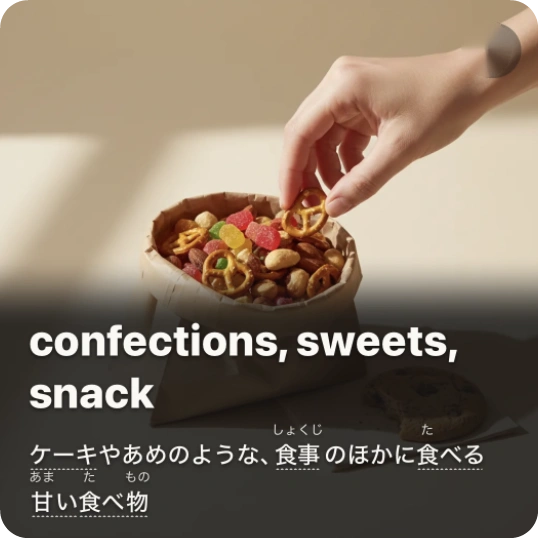 confections, sweets,
snack
しょくじ た
ケーキやあめのような、食事のほかに食べる
あま た もの
甘い食べ物